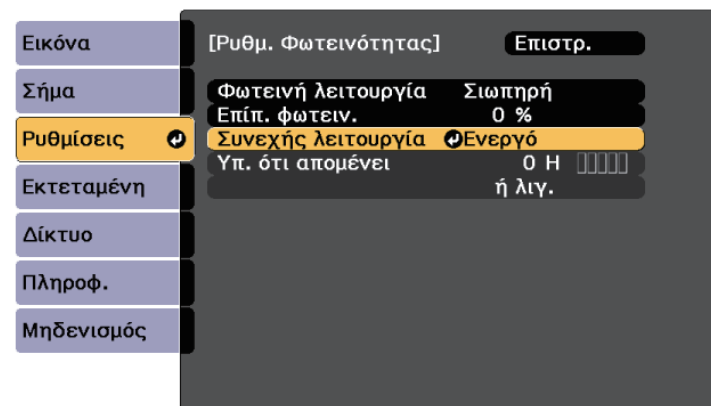 Εικόνα
Σήμα
Ρυθμίσεις
Εκτεταμένη
Δίκτυο
Πληροφ.
Μηδενισμός
[Ρυθμ. Φωτεινότητας] Επιστρ.
Φωτεινή λειτουργία Σιωπηρή
Επίπ. φωτειν. 0 %
Συνεχής λειτουργία Ενεργό
Υπ. ότι απομένει 0 H
ή λιγ.